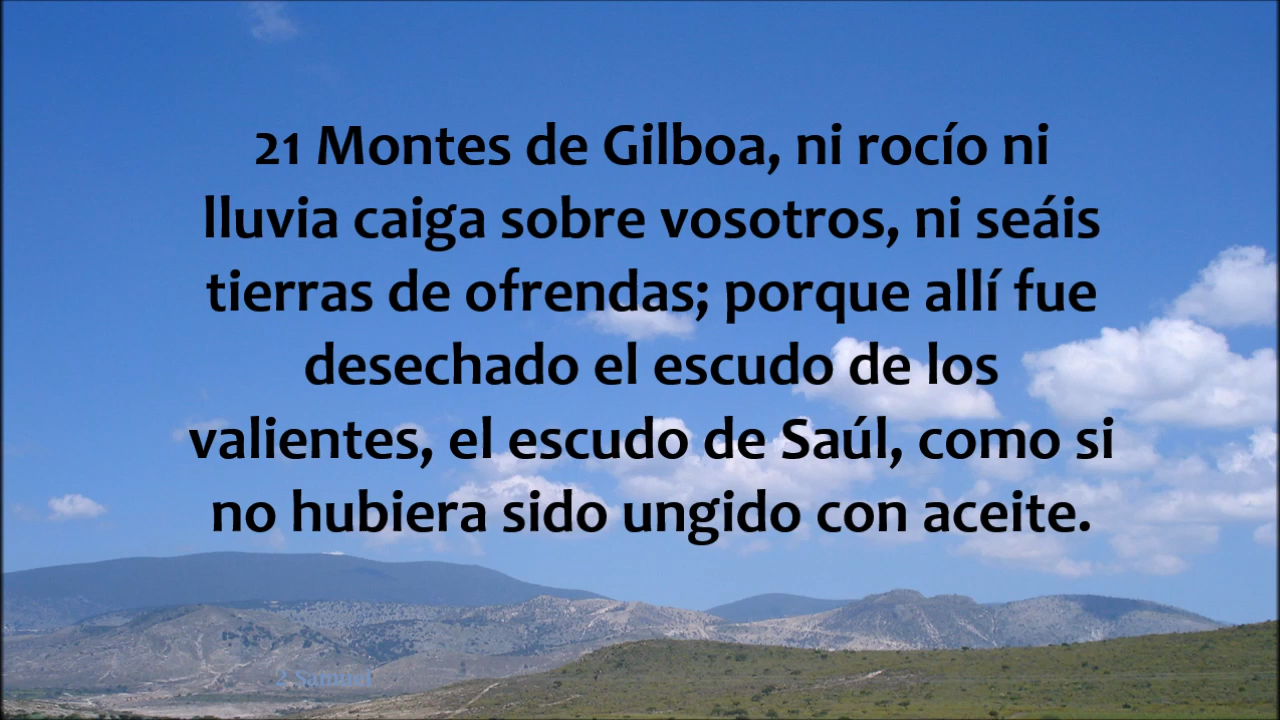 21 Montes de Gilboa, ni rocío ni
lluvia caiga sobre vosotros, ni seáis
tierras de ofrendas; porque allí fue
desechado el escudo de los
valientes, el escudo de Saúl, como si
no hubiera sido ungido con aceite.
2 Samuel